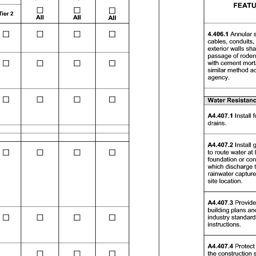 Tier 2
☐
☐
☐
All
All
All
FEATU
4.406.1 Annular s
cables, conduits,
exterior walls sha
passage of roden
with cement mort
similar method ac
agency.
Water Resistanc
A4.407.1 Install fo
drains.
A4.407.2 Install g
to route water at l
foundation or con
which discharge t
rainwater capture
site location.
A4.407.3 Provide
building plans and
industry standard
instructions.
A4.407.4 Protect
the construction s